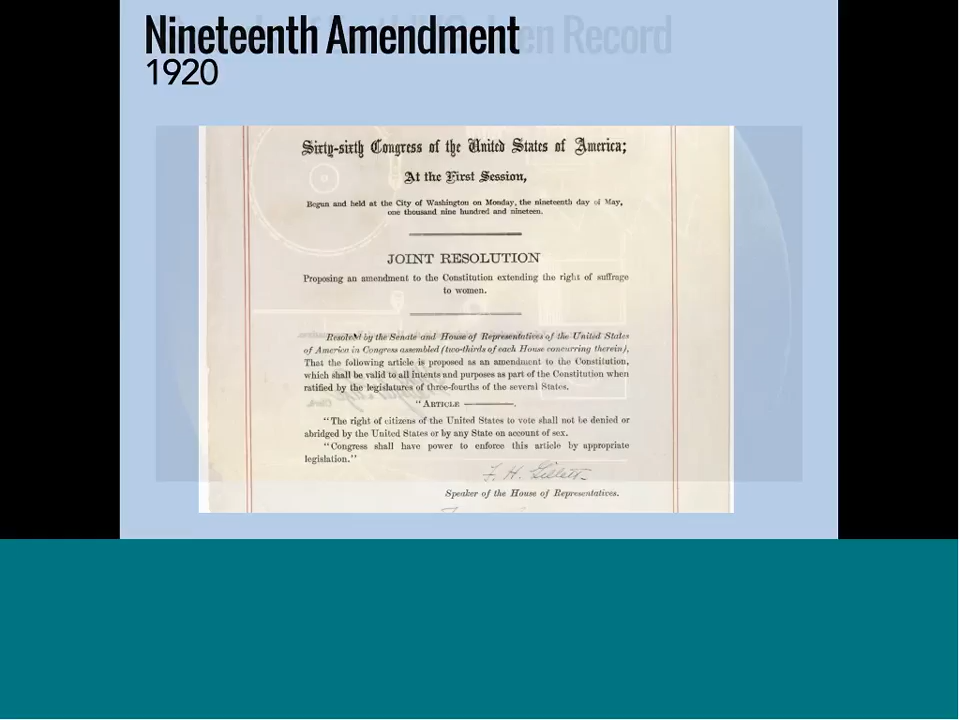 Nineteenth Amendment
en Record
1920
Sixty-sixth Congress of the United States of America;
At the First Session,
Begun and held at the City of Washington on Monday, the nineteenth day of May,
one thousand nine hundred and nineteen.
JOINT RESOLUTION
Proposing an amendment to the Constitution extending the right of suffrage
to women.
Resolved by the Senate and House of Representatives of the United States
of America in Congress assembled (two-thirds of each House concurring therein),
That the following article is proposed as an amendment to the Constitution,
which shall be valid to all intents and purposes as part of the Constitution when
ratified by the legislatures of three-fourths of the several States.
"ARTICLE ————.
"The right of citizens of the United States to vote shall not be denied or
abridged by the United States or by any State on account of sex.
"Congress shall have power to enforce this article by appropriate
legislation."
F. H. Gillett
Speaker of the House of Representatives.